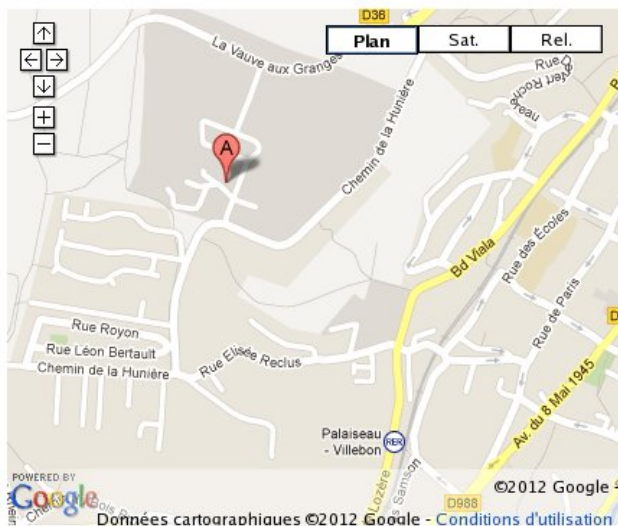 D36
Plan
Sat.
Rel.
La Vauve aux Granges
Chemin de la Hunière
A
Bd Viala
Rue des Écoles
Rue de Paris
Rue Royon
Rue Léon Bertault
Chemin de la Hunière
Rue Elisée Reclus
Av. du 8 Mai 1945
Palaiseau
- Villebon
RER
D988
Lozère
Samson
POWERED BY
Google
©2012 Google -
Données cartographiques ©2012 Google - Conditions d'utilisation